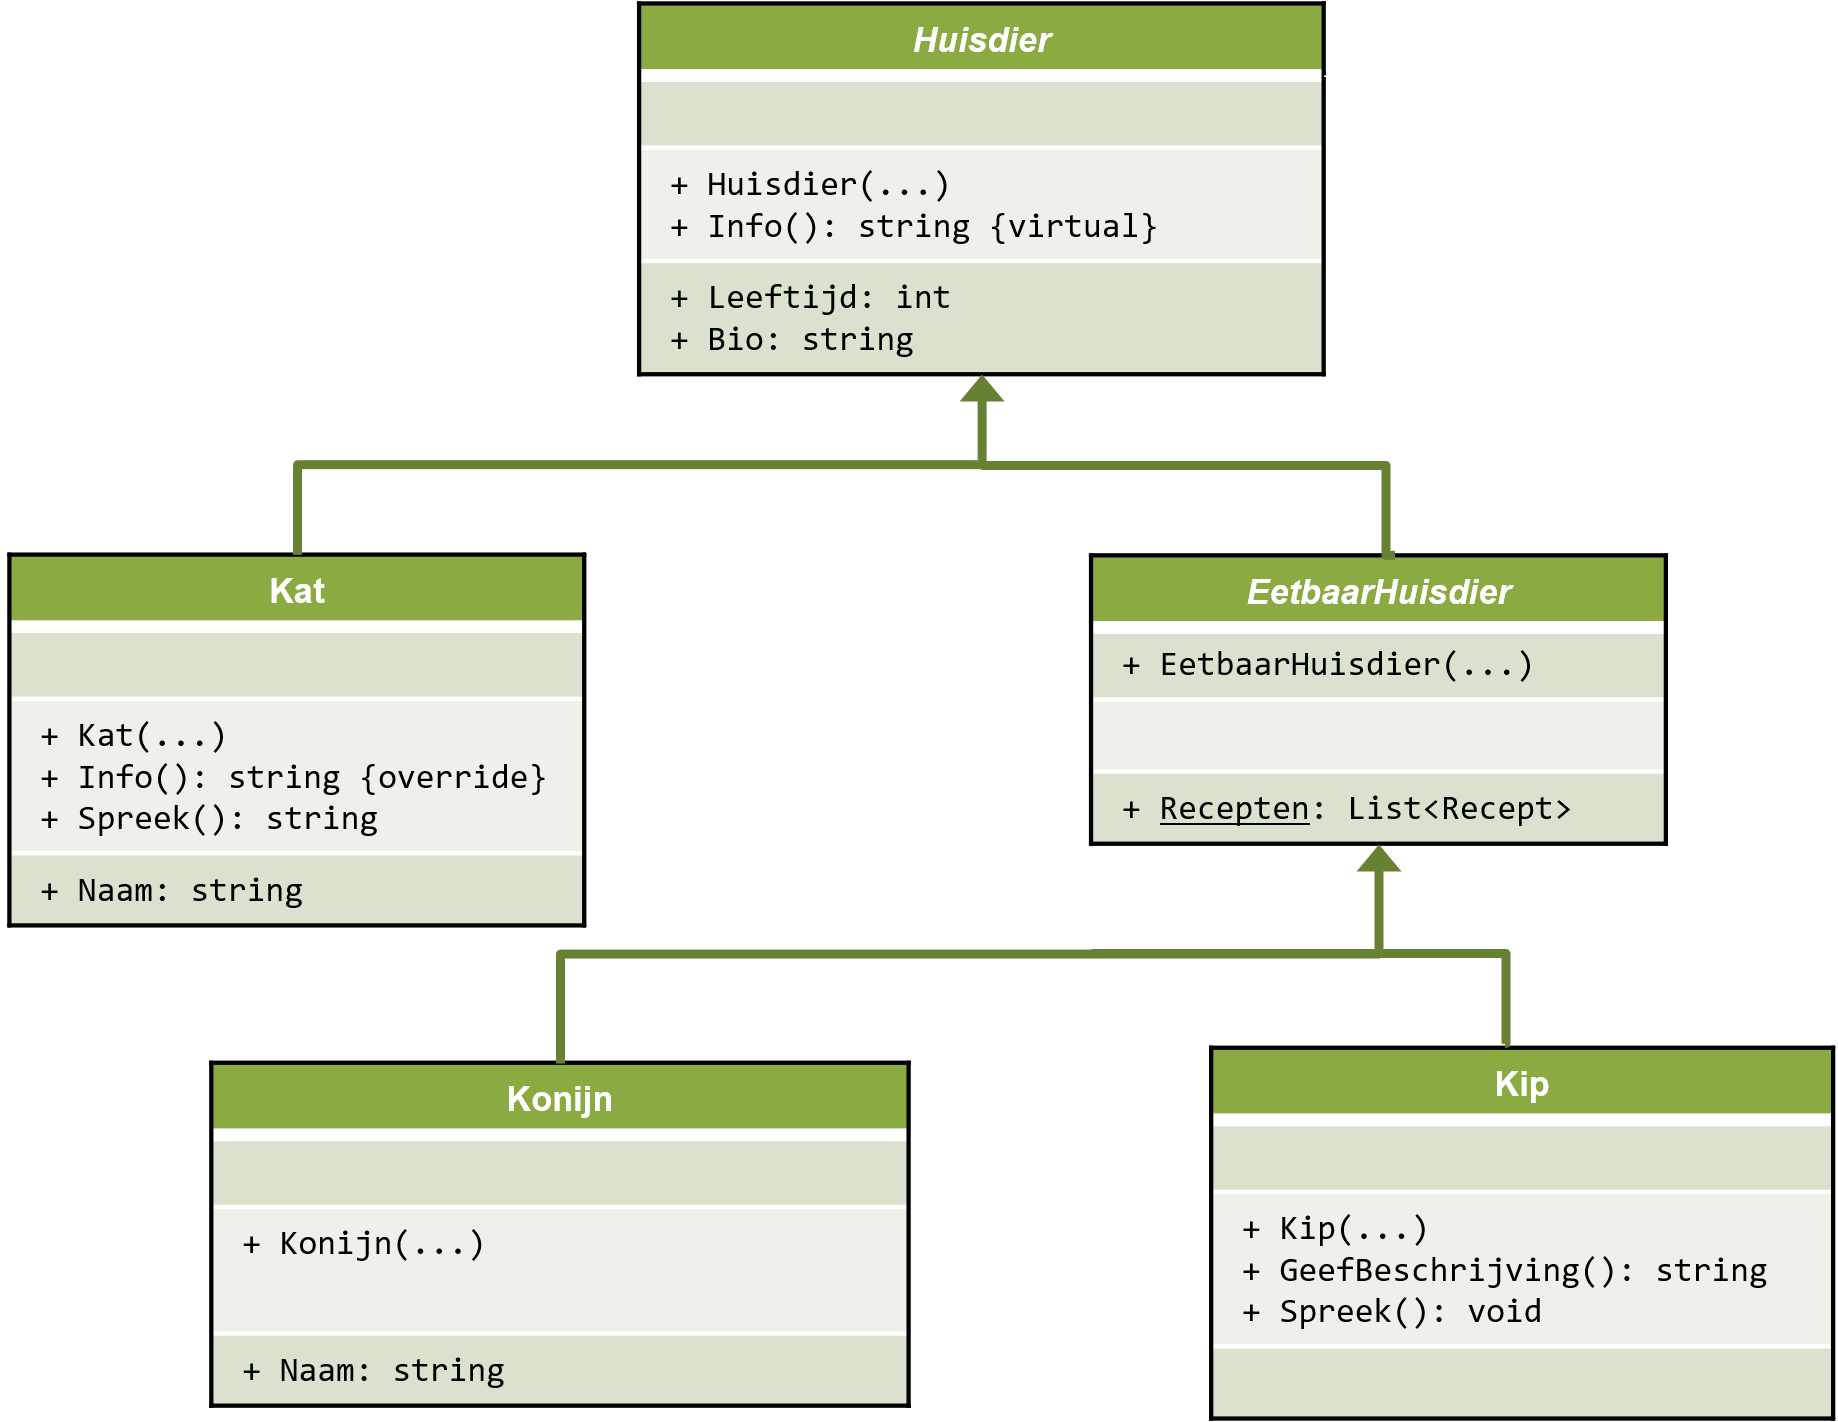 Huisdier
+ Huisdier(...)
+ Info(): string {virtual}
+ Leeftijd: int
+ Bio: string
Kat
+ Kat(...)
+ Info(): string {override}
+ Spreek(): string
+ Naam: string
EetbaarHuisdier
+ EetbaarHuisdier(...)
+ Recepten: List<Recept>
Konijn
+ Konijn(...)
+ Naam: string
Kip
+ Kip(...)
+ GeefBeschrijving(): string
+ Spreek(): void